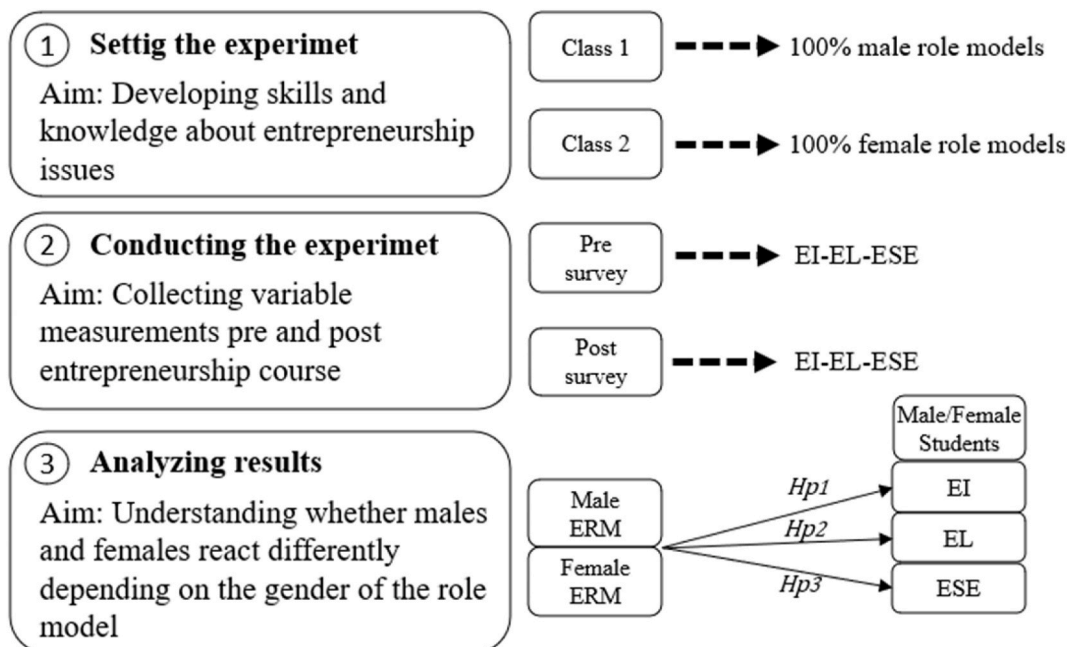 1 Settig the experimet
Aim: Developing skills and
knowledge about entrepreneurship
issues
Class 1
100% male role models
Class 2
100% female role models
2 Conducting the experimet
Aim: Collecting variable
measurements pre and post
entrepreneurship course
Pre
survey
EI-EL-ESE
Post
survey
EI-EL-ESE
3 Analyzing results
Aim: Understanding whether males
and females react differently
depending on the gender of the role
model
Male
ERM
Female
ERM
Hp1
Hp2
Hp3
Male/Female
Students
EI
EL
ESE